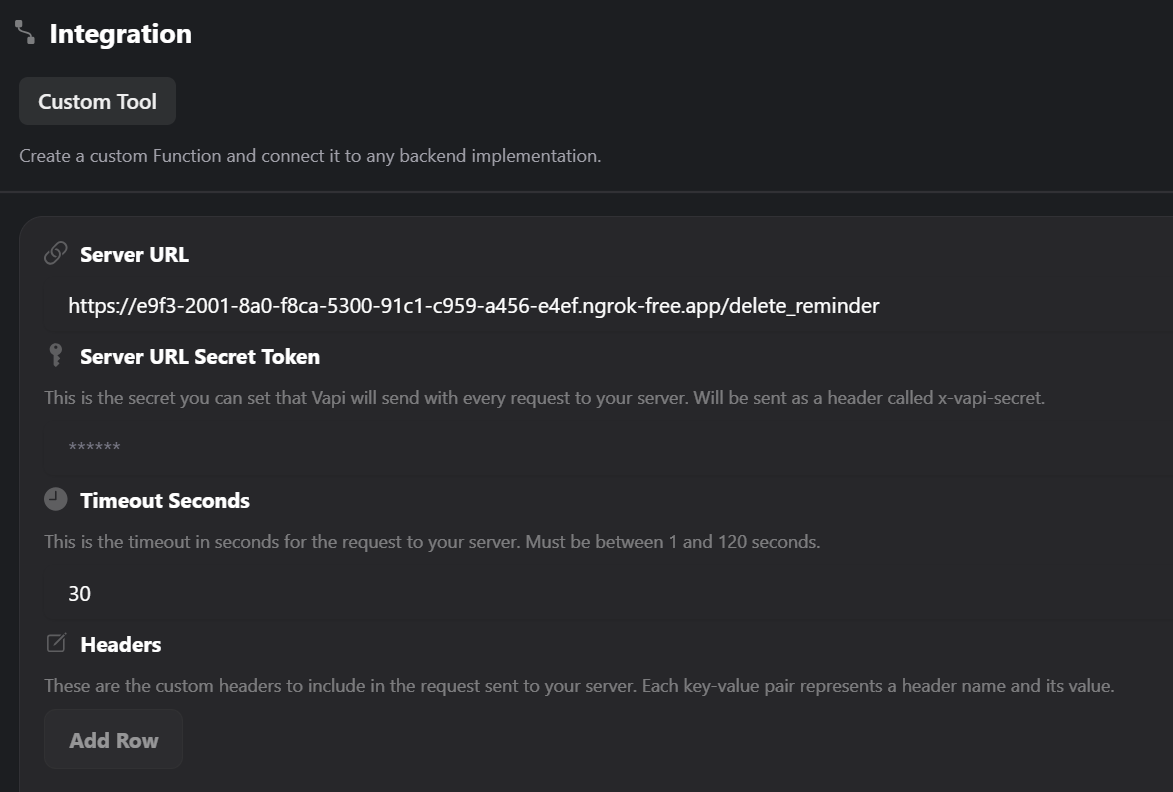 Integration
Custom Tool
Create a custom Function and connect it to any backend implementation.
Server URL
https://e9f3-2001-8a0-f8ca-5300-91c1-c959-a456-e4ef.ngrok-free.app/delete_reminder
Server URL Secret Token
This is the secret you can set that Vapi will send with every request to your server. Will be sent as a header called x-vapi-secret.
******
Timeout Seconds
This is the timeout in seconds for the request to your server. Must be between 1 and 120 seconds.
30
Headers
These are the custom headers to include in the request sent to your server. Each key-value pair represents a header name and its value.
Add Row